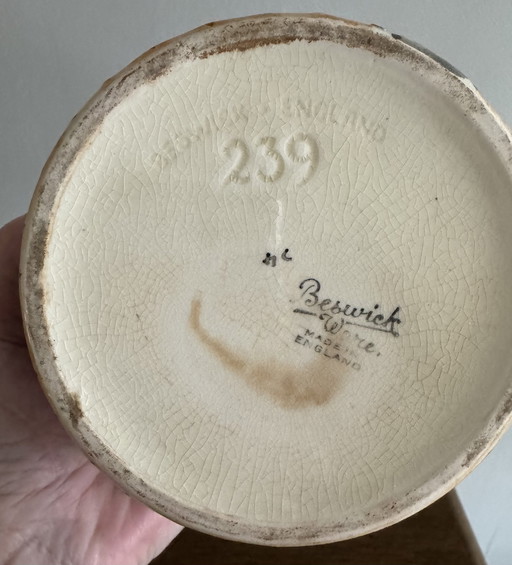 BESWICK ENGLAND
239
Beswick
Ware.
MADE IN
ENGLAND